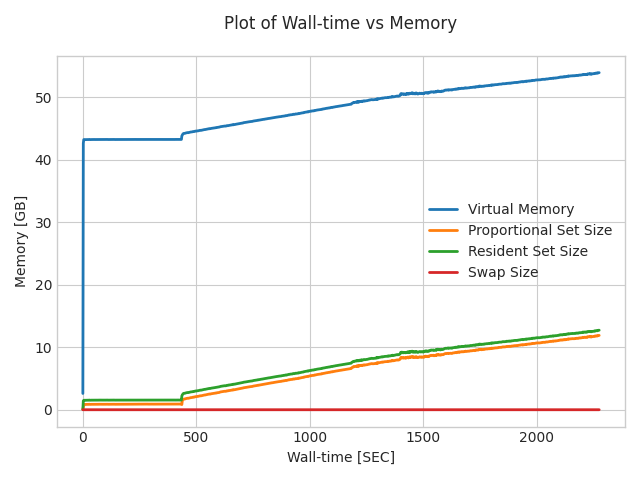 Plot of Wall-time vs Memory
Memory [GB]
50
40
30
20
10
0
Virtual Memory
Proportional Set Size
Resident Set Size
Swap Size
0 500 1000 1500 2000
Wall-time [SEC]